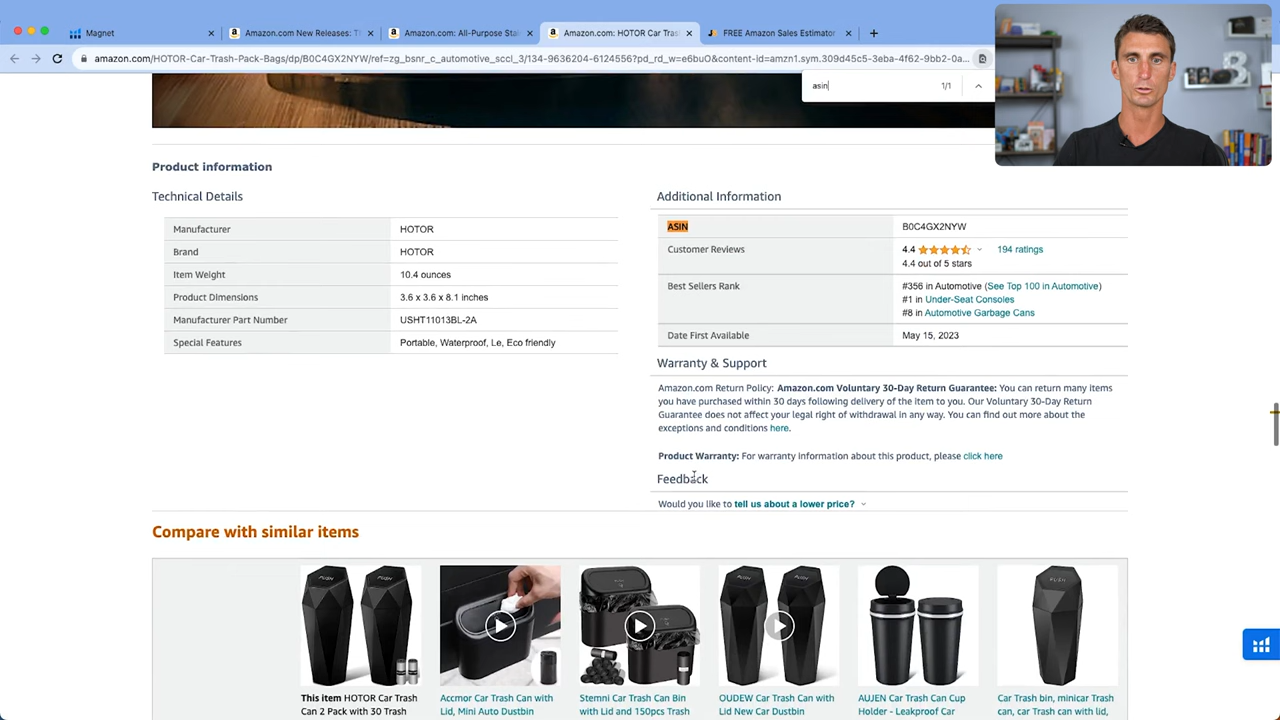 Magnet
Amazon.com New Releases: T
Amazon.com: All-Purpose Stai
Amazon.com: HOTOR Car Tras
FREE Amazon Sales Estimator
amazon.com/HOTOR-Car-Trash-Pack-Bags/dp/B0C4GX2NYW/ref=zg_bsnr_c_automotive_sccl_3/134-9636204-6124556?pd_rd_w=e6buO&content-id=amzn1.sym.309d45c5-3eba-4f62-9bb2-0a...
asin
1/1
Product information
Technical Details
Manufacturer HOTOR
Brand HOTOR
Item Weight 10.4 ounces
Product Dimensions 3.6 x 3.6 x 8.1 inches
Manufacturer Part Number USHT11013BL-2A
Special Features Portable, Waterproof, Le, Eco friendly
Additional Information
ASIN B0C4GX2NYW
Customer Reviews 4.4 194 ratings
4.4 out of 5 stars
Best Sellers Rank #356 in Automotive (See Top 100 in Automotive)
#1 in Under-Seat Consoles
#8 in Automotive Garbage Cans
Date First Available May 15, 2023
Warranty & Support
Amazon.com Return Policy: Amazon.com Voluntary 30-Day Return Guarantee: You can return many items
you have purchased within 30 days following delivery of the item to you. Our Voluntary 30-Day Return
Guarantee does not affect your legal right of withdrawal in any way. You can find out more about the
exceptions and conditions here.
Product Warranty: For warranty information about this product, please click here
Feedback
Would you like to tell us about a lower price?
Compare with similar items
This item HOTOR Car Trash
Can 2 Pack with 30 Trash
Accmor Car Trash Can with
Lid, Mini Auto Dustbin
Stemni Car Trash Can Bin
with Lid and 150pcs Trash
OUDEW Car Trash Can with
Lid New Car Dustbin
AUJEN Car Trash Can Cup
Holder - Leakproof Car
Car Trash bin, minicar Trash
can, car Trash can with lid,